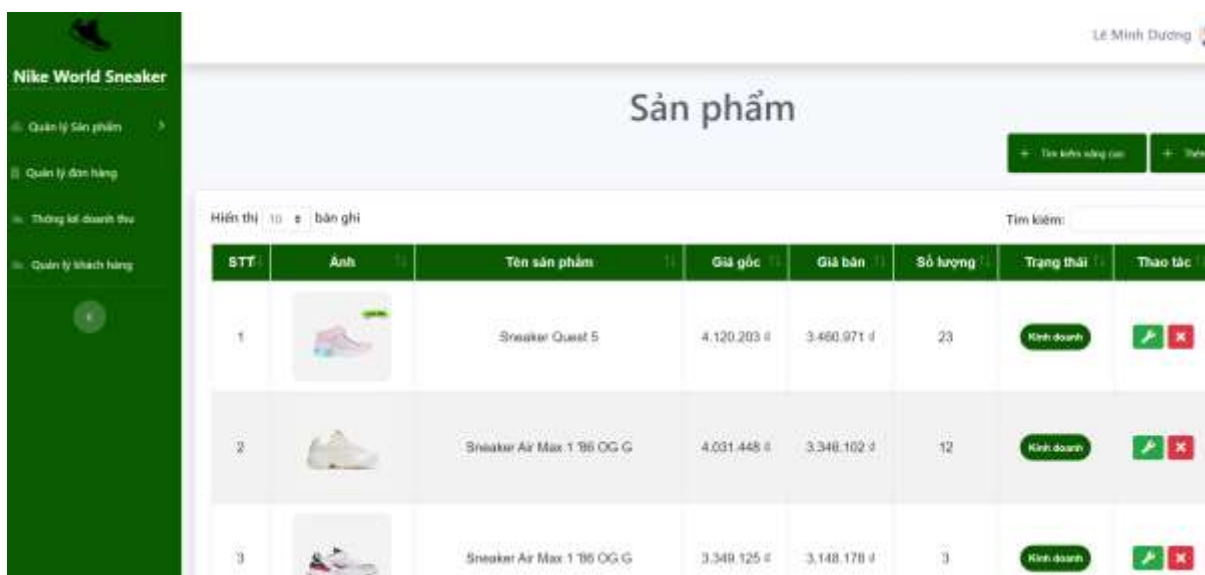 Lê Minh Dương
Nike World Sneaker
Sản phẩm
Quản lý Sản phẩm
+ Tìm kiếm nâng cao
+ Thêm
Quản lý đơn hàng
Thống kê doanh thu
Hiển thị 10 bản ghi
Tìm kiếm:
Quản lý khách hàng
STT Ảnh Tên sản phẩm Giá gốc Giá bán Số lượng Trạng thái Thao tác
1 Sneaker Quest 5 4.120.203 đ 3.460.971 đ 23 Kinh doanh
2 Sneaker Air Max 1 '86 OG G 4.031.448 đ 3.346.102 đ 12 Kinh doanh
3 Sneaker Air Max 1 '86 OG G 3.349.125 đ 3.148.178 đ 3 Kinh doanh